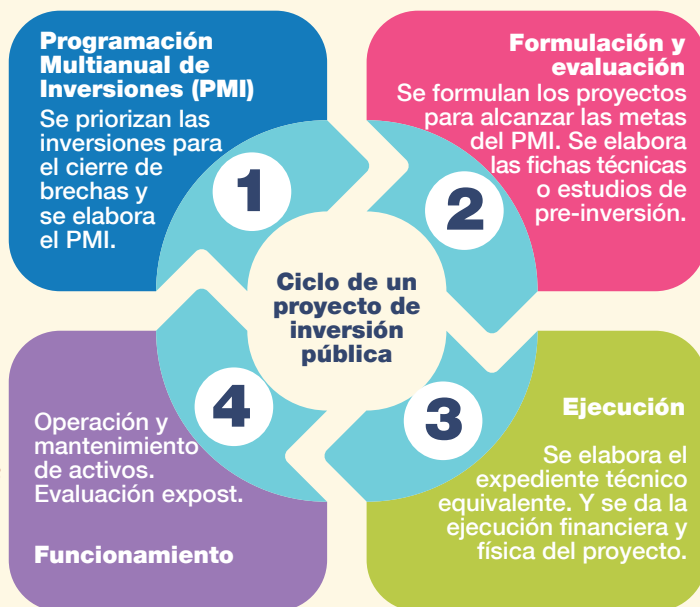 Programación
Multianual de
Inversiones (PMI)
Se priorizan las
inversiones para
el cierre de
brechas y
se elabora
el PMI.
1
Formulación y
evaluación
Se formulan los proyectos
para alcanzar las metas
del PMI. Se elabora
las fichas técnicas
o estudios de
pre-inversión.
2
Ciclo de un
proyecto de
inversión
pública
4
Operación y
mantenimiento
de activos.
Evaluación expost.
Funcionamiento
3
Ejecución
Se elabora el
expediente técnico
equivalente. Y se da la
ejecución financiera y
física del proyecto.